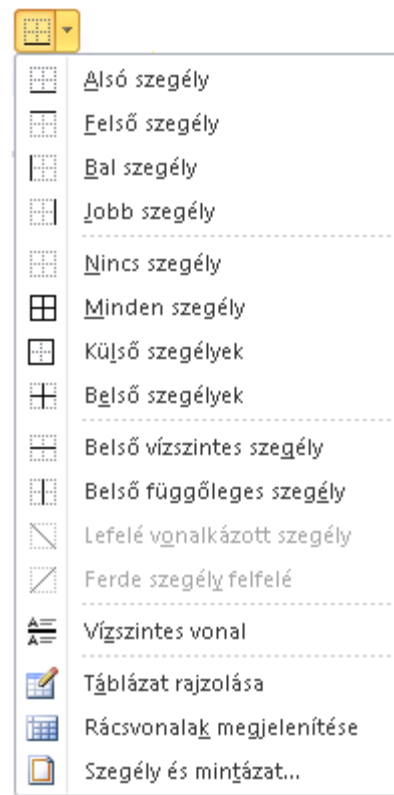 Alsó szegély
Felső szegély
Bal szegély
Jobb szegély
Nincs szegély
Minden szegély
Külső szegélyek
Belső szegélyek
Belső vízszintes szegély
Belső függőleges szegély
Lefelé vonalkázott szegély
Ferde szegély felfelé
Vízszintes vonal
Táblázat rajzolása
Rácsvonalak megjelenítése
Szegély és mintázat...